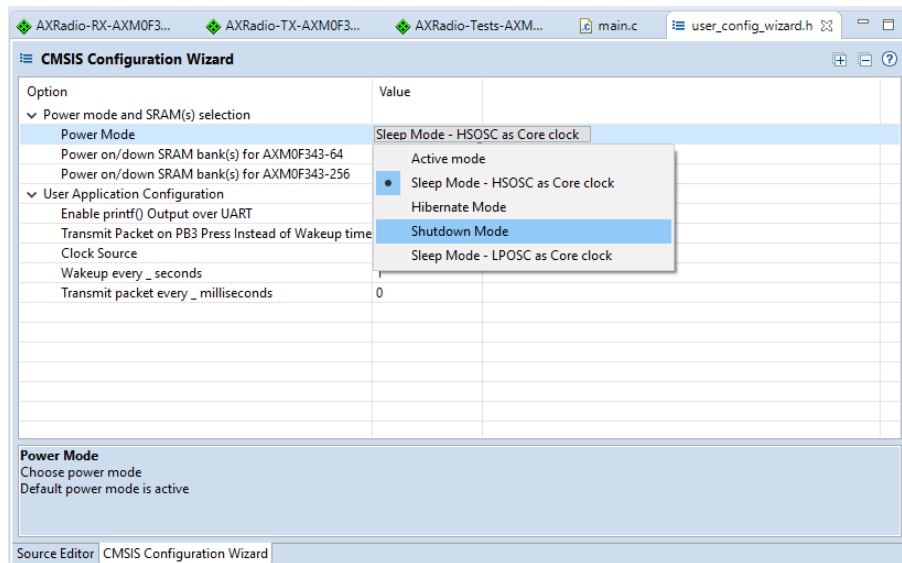 AXRadio-RX-AXM0F3... AXRadio-TX-AXM0F3... AXRadio-Tests-AXM... main.c user_config_wizard.h
CMSIS Configuration Wizard
Option Value
Power mode and SRAM(s) selection
Power Mode Sleep Mode - HSOSC as Core clock
Power on/down SRAM bank(s) for AXM0F343-64 Active mode
Power on/down SRAM bank(s) for AXM0F343-256 Sleep Mode - HSOSC as Core clock
User Application Configuration
Enable printf() Output over UART Hibernate Mode
Transmit Packet on PB3 Press Instead of Wakeup time Shutdown Mode
Clock Source Sleep Mode - LPOSC as Core clock
Wakeup every _ seconds
Transmit packet every _ milliseconds 0
Power Mode
Choose power mode
Default power mode is active
Source Editor CMSIS Configuration Wizard